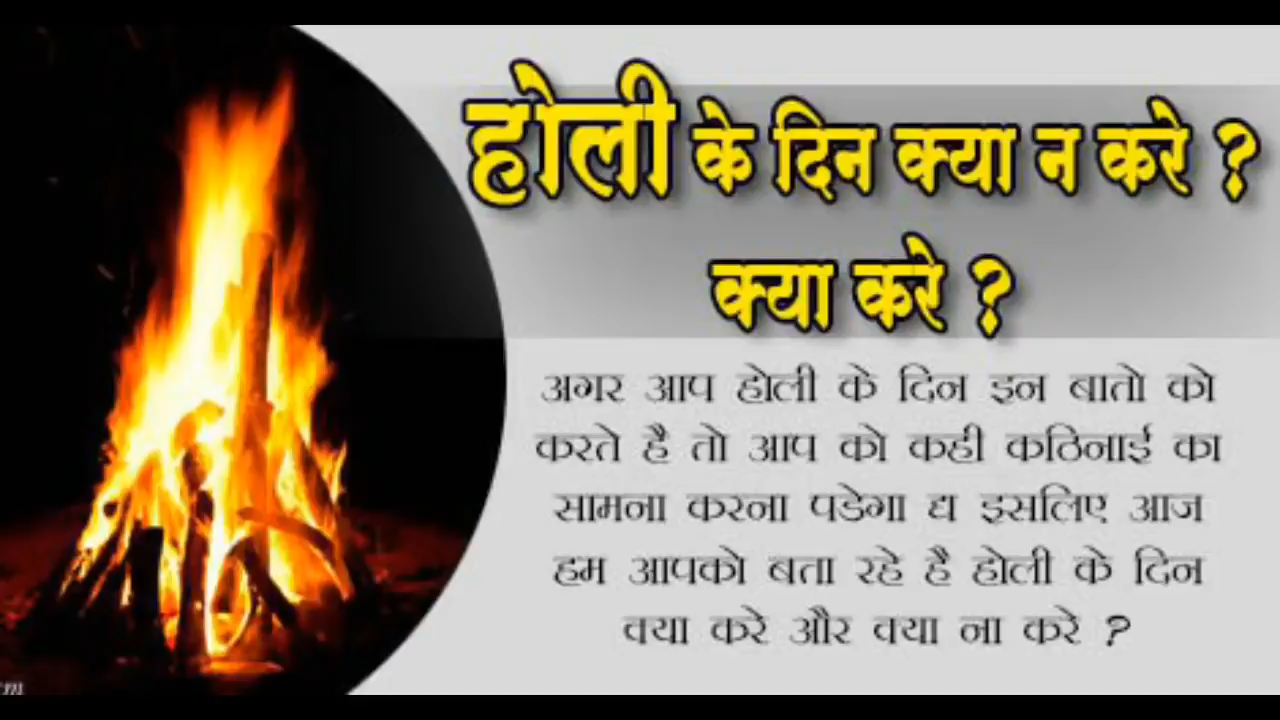 होली के दिन क्या न करे ?
क्या करे ?
अगर आप होली के दिन इन बातो को
करते है तो आप को कही कठिनाई का
सामना करना पडेगा द्य इसलिए आज
हम आपको बता रहे है होली के दिन
क्या करे और क्या ना करे ?